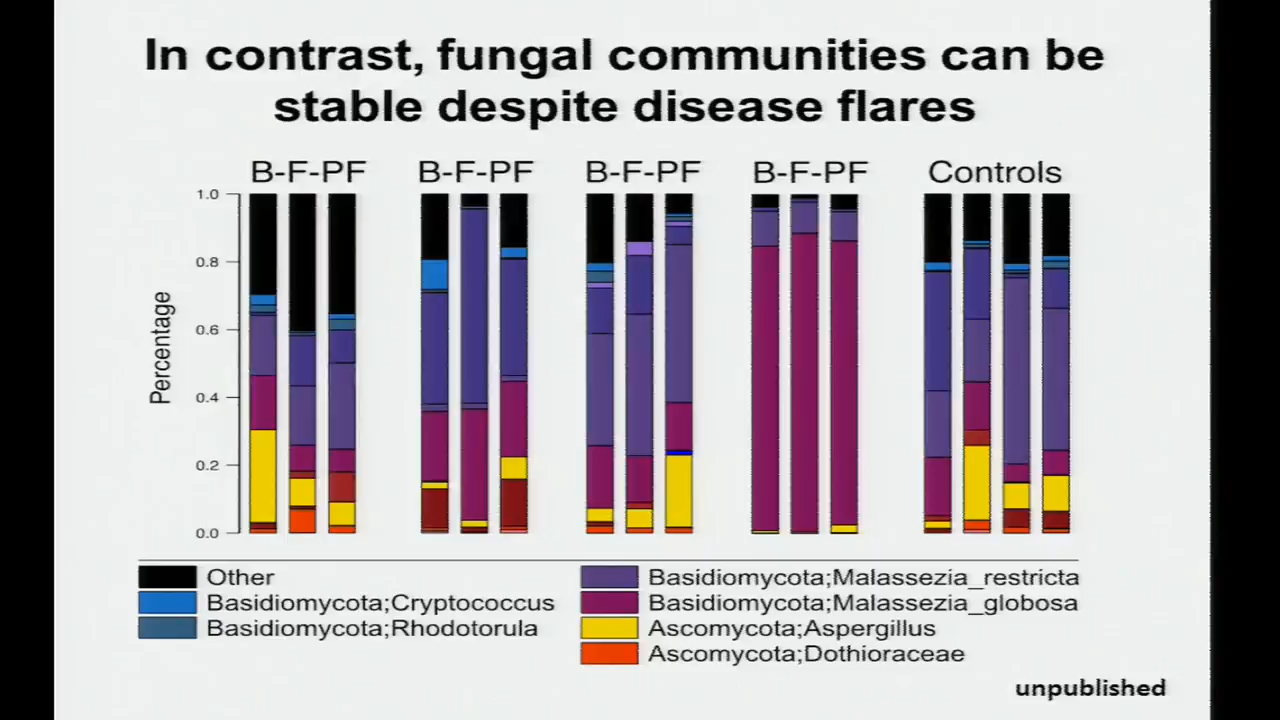 In contrast, fungal communities can be
stable despite disease flares
B-F-PF B-F-PF B-F-PF B-F-PF Controls
Percentage
1.0
0.8
0.6
0.4
0.2
0.0
Other
Basidiomycota;Cryptococcus
Basidiomycota;Rhodotorula
Basidiomycota;Malassezia_restricta
Basidiomycota;Malassezia_globosa
Ascomycota;Aspergillus
Ascomycota;Dothioraceae
unpublished